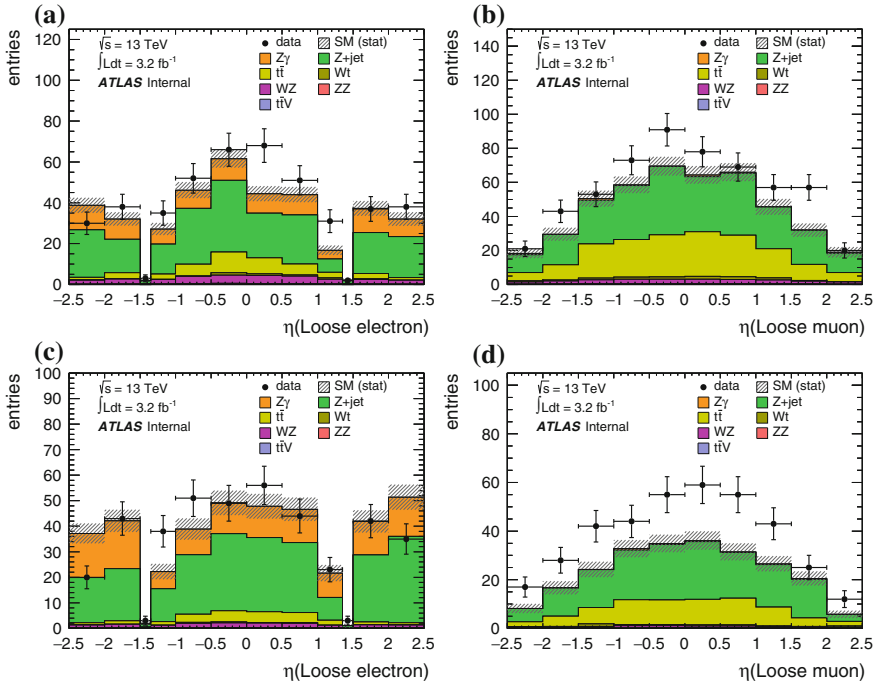 (a)
entries
120
100
80
60
40
20
0
√s = 13 TeV
∫Ldt = 3.2 fb⁻¹
ATLAS Internal
data
SM (stat)
Zγ
Z+jet
tt̄
Wt
WZ
ZZ
tt̄V
−2.5 −2 −1.5 −1 −0.5 0 0.5 1 1.5 2 2.5
η(Loose electron)
(b)
entries
140
120
100
80
60
40
20
0
√s = 13 TeV
∫Ldt = 3.2 fb⁻¹
ATLAS Internal
data
SM (stat)
Zγ
Z+jet
tt̄
Wt
WZ
ZZ
tt̄V
−2.5 −2 −1.5 −1 −0.5 0 0.5 1 1.5 2 2.5
η(Loose muon)
(c)
entries
100
90
80
70
60
50
40
30
20
10
0
√s = 13 TeV
∫Ldt = 3.2 fb⁻¹
ATLAS Internal
data
SM (stat)
Zγ
Z+jet
tt̄
Wt
WZ
ZZ
tt̄V
−2.5 −2 −1.5 −1 −0.5 0 0.5 1 1.5 2 2.5
η(Loose electron)
(d)
entries
100
80
60
40
20
0
√s = 13 TeV
∫Ldt = 3.2 fb⁻¹
ATLAS Internal
data
SM (stat)
Zγ
Z+jet
tt̄
Wt
WZ
ZZ
tt̄V
−2.5 −2 −1.5 −1 −0.5 0 0.5 1 1.5 2 2.5
η(Loose muon)